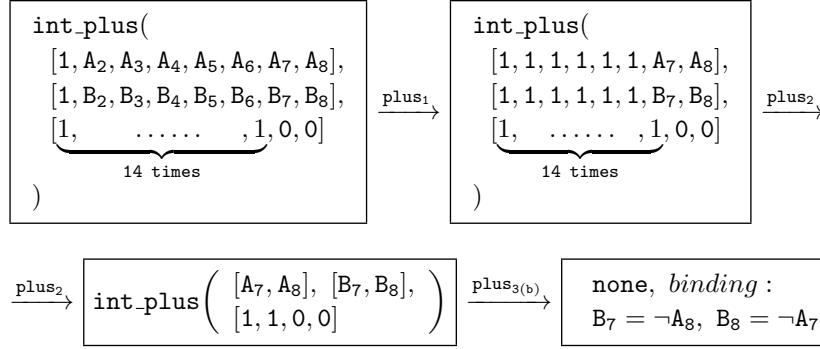 int_plus(
[1, A₂, A₃, A₄, A₅, A₆, A₇, A₈],
[1, B₂, B₃, B₄, B₅, B₆, B₇, B₈],
[1, ......, 1, 0, 0]
14 times
)
plus₁
int_plus(
[1, 1, 1, 1, 1, 1, A₇, A₈],
[1, 1, 1, 1, 1, 1, B₇, B₈],
[1, ......, 1, 0, 0]
14 times
)
plus₂
plus₂
int_plus( [A₇, A₈], [B₇, B₈],
[1, 1, 0, 0] )
plus₃₍b₎
none, binding :
B₇ = ¬A₈, B₈ = ¬A₇